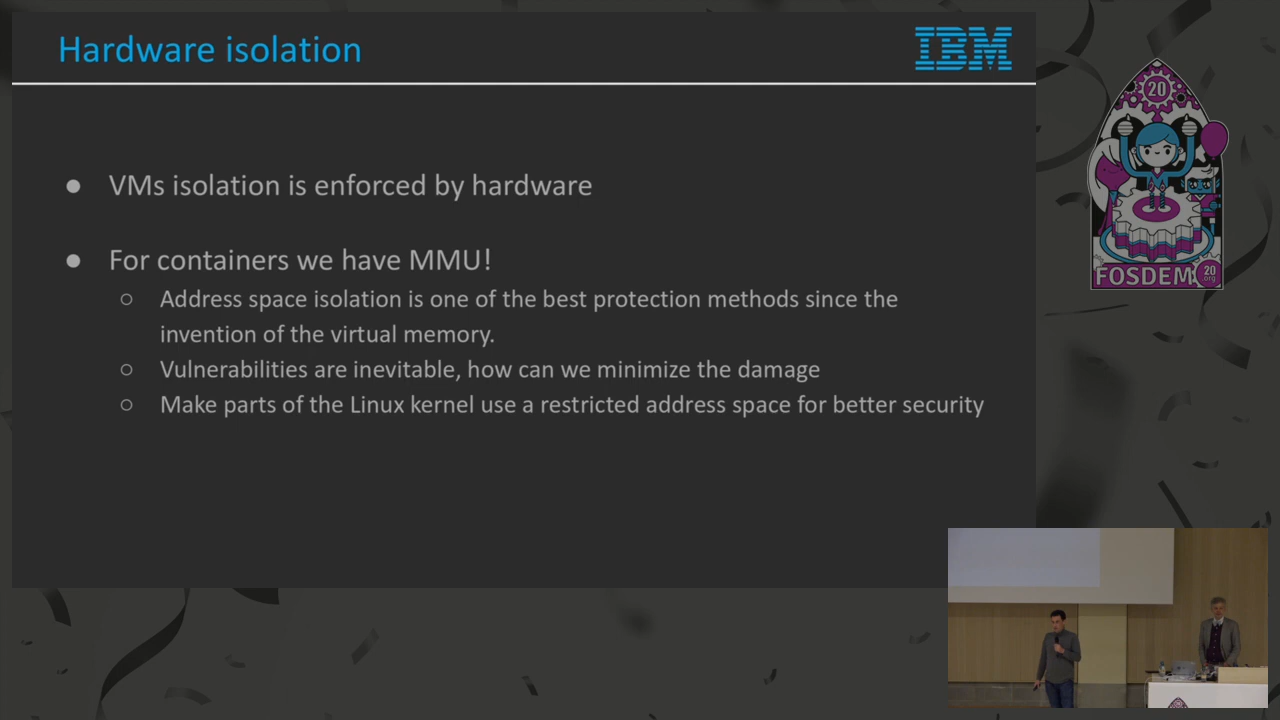 Hardware isolation
IBM
● VMs isolation is enforced by hardware
● For containers we have MMU!
○ Address space isolation is one of the best protection methods since the
invention of the virtual memory.
○ Vulnerabilities are inevitable, how can we minimize the damage
○ Make parts of the Linux kernel use a restricted address space for better security
20
FOSDEM
20
.org